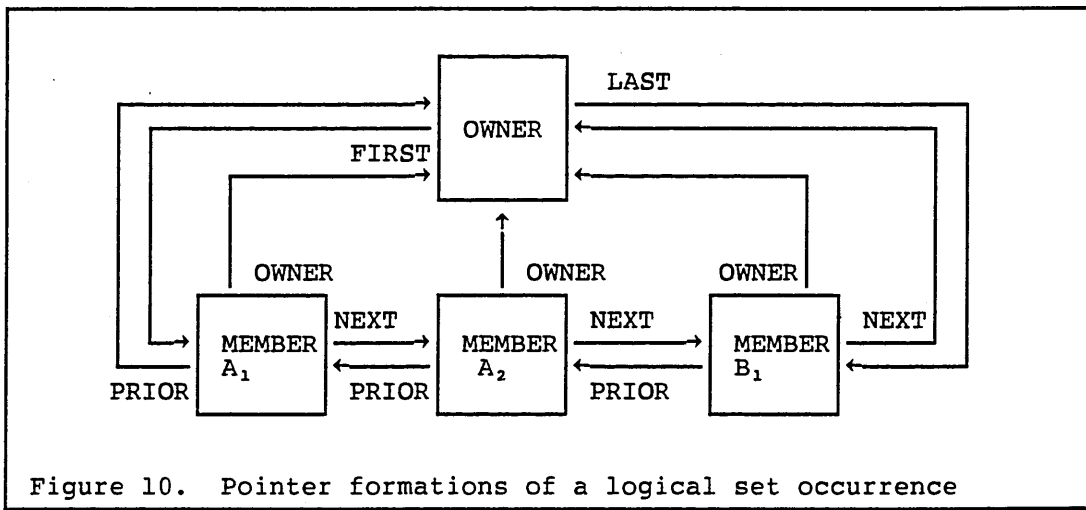 LAST
OWNER
FIRST
OWNER
OWNER
OWNER
NEXT
NEXT
NEXT
MEMBER
A₁
MEMBER
A₂
MEMBER
B₁
PRIOR
PRIOR
PRIOR
Figure 10. Pointer formations of a logical set occurrence